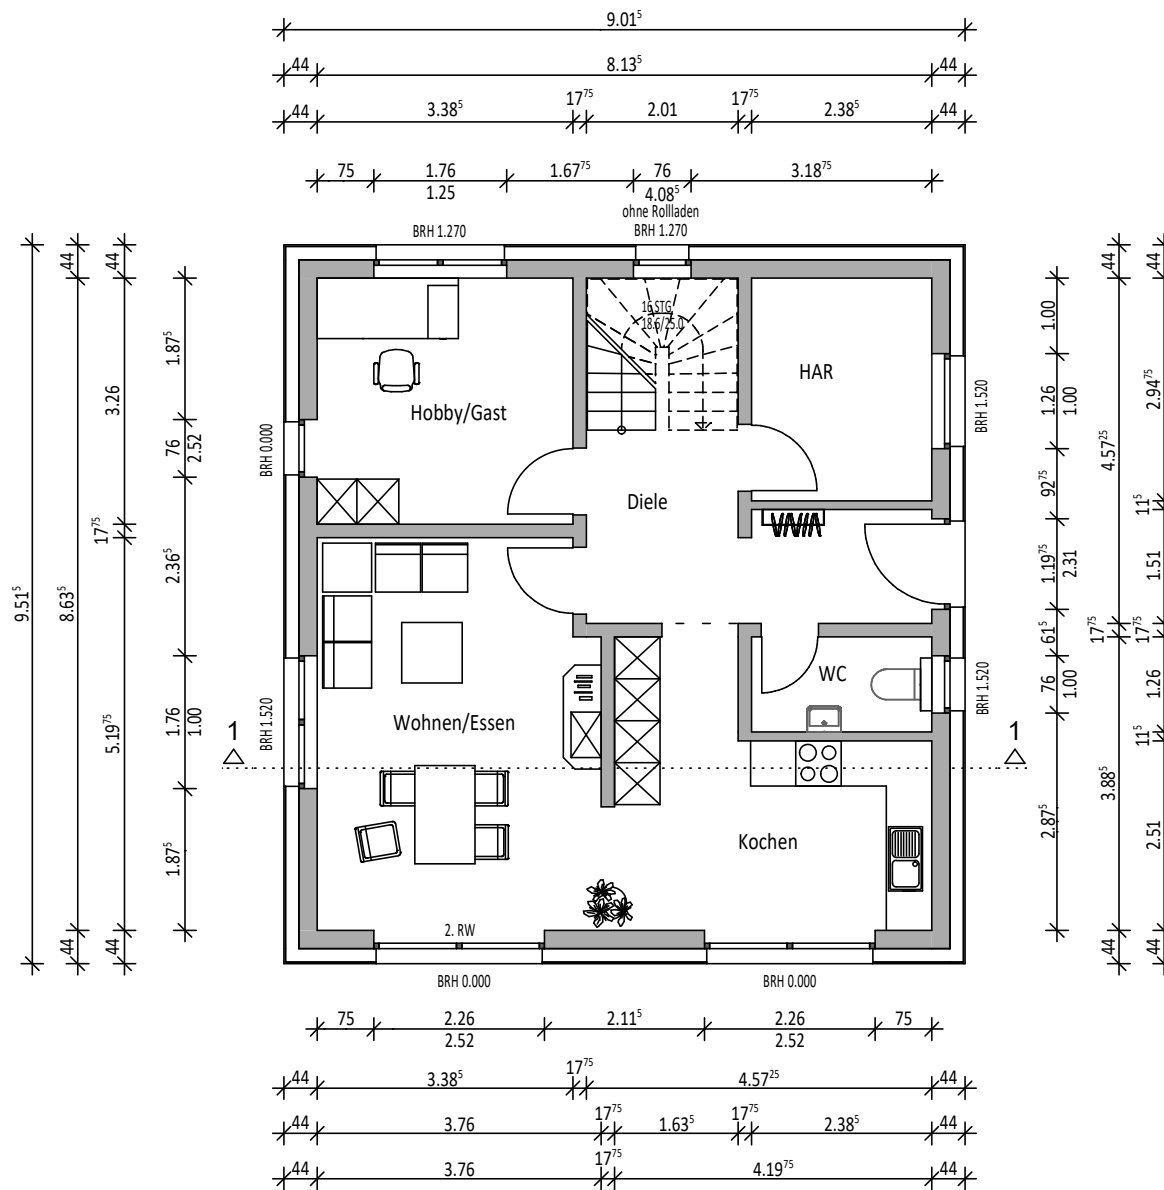 9.01⁵
44 8.13⁵ 44
44 3.38⁵ 17⁷⁵ 2.01 17⁷⁵ 2.38⁵ 44
75 1.76 1.67⁷⁵ 76 3.18⁷⁵
1.25 4.08⁵
ohne Rollladen
BRH 1.270 BRH 1.270
9.51⁵
44 8.63⁵ 44
44 3.26 17⁷⁵ 5.19⁷⁵ 44
1.87⁵ 76 2.36⁵ 1.76 1.87⁵
2.52 1.00
BRH 0.000
BRH 1.520
16 STG
18.6/25.0
HAR
Hobby/Gast
Diele
WC
Wohnen/Essen
1 1
Kochen
2. RW
BRH 1.520
BRH 1.520
1.00 1.26 92⁷⁵ 1.19⁷⁵ 61⁵ 76 2.87⁵
1.00 2.31 1.00
44 4.57²⁵ 17⁷⁵ 3.88⁵ 44
44 2.94⁷⁵ 11⁵ 1.51 17⁷⁵ 1.26 11⁵ 2.51 44
BRH 0.000 BRH 0.000
75 2.26 2.11⁵ 2.26 75
2.52 2.52
44 3.38⁵ 17⁷⁵ 4.57²⁵ 44
44 3.76 17⁷⁵ 1.63⁵ 17⁷⁵ 2.38⁵ 44
44 3.76 17⁷⁵ 4.19⁷⁵ 44